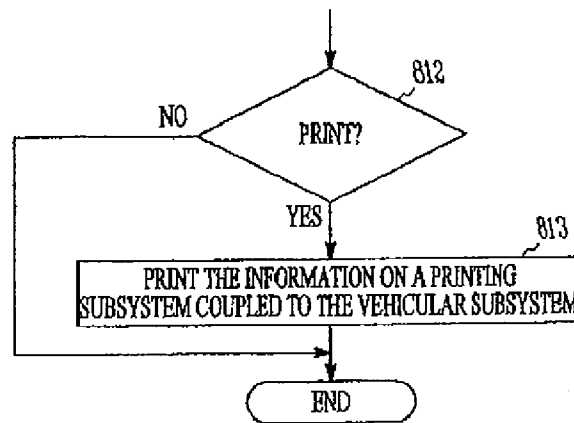 812
NO
PRINT?
YES
813
PRINT THE INFORMATION ON A PRINTING
SUBSYSTEM COUPLED TO THE VEHICULAR SUBSYSTEM
END